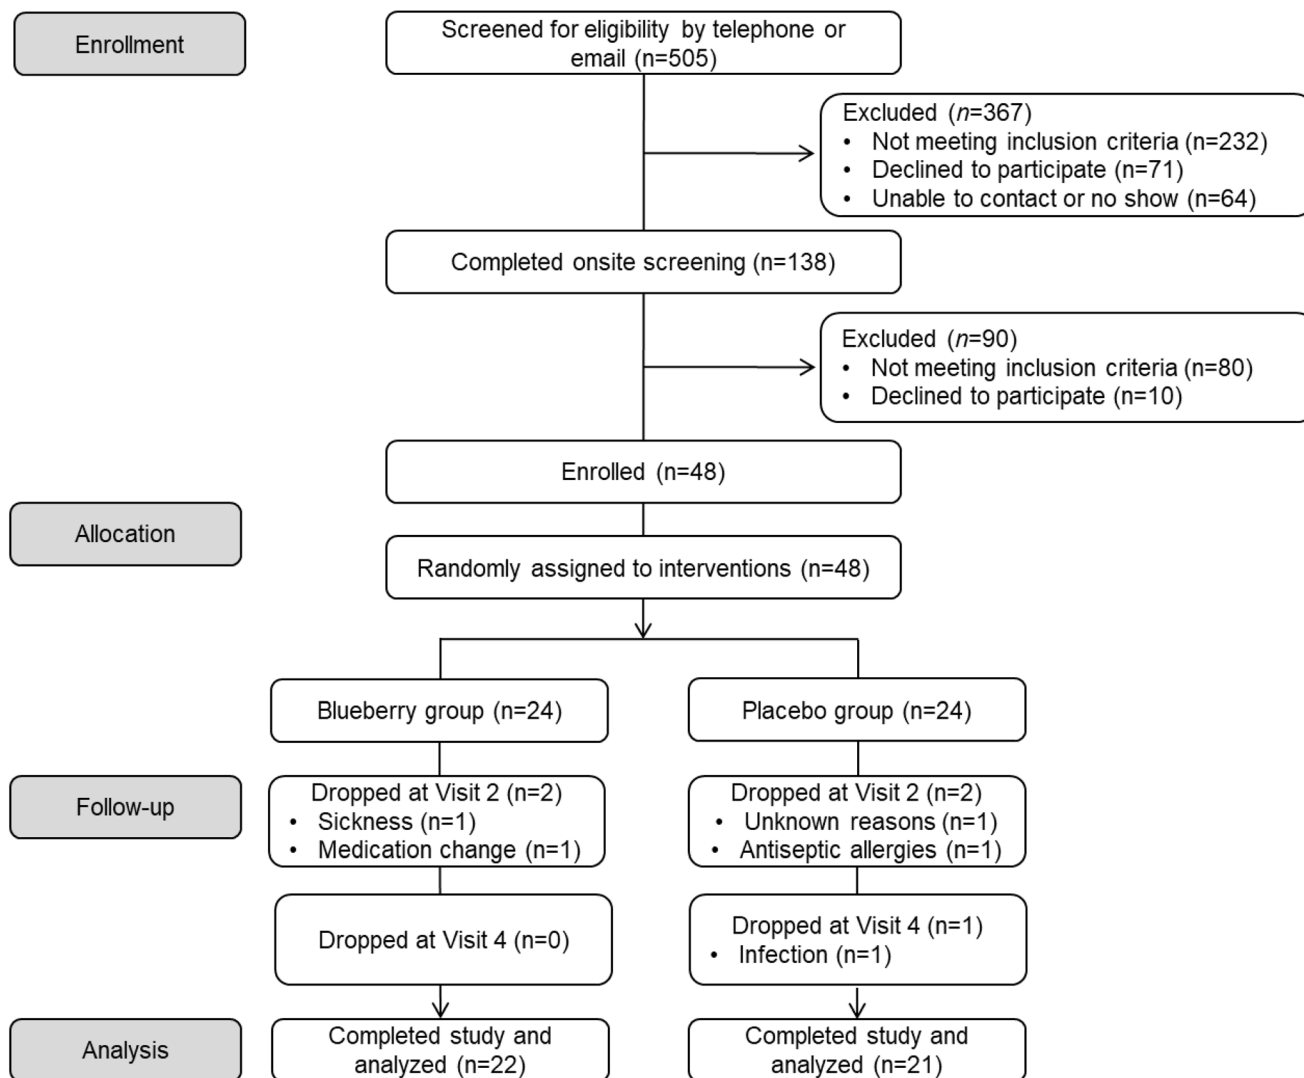 Enrollment
Screened for eligibility by telephone or
email (n=505)
Excluded (n=367)
• Not meeting inclusion criteria (n=232)
• Declined to participate (n=71)
• Unable to contact or no show (n=64)
Completed onsite screening (n=138)
Excluded (n=90)
• Not meeting inclusion criteria (n=80)
• Declined to participate (n=10)
Enrolled (n=48)
Allocation
Randomly assigned to interventions (n=48)
Blueberry group (n=24)
Placebo group (n=24)
Follow-up
Dropped at Visit 2 (n=2)
• Sickness (n=1)
• Medication change (n=1)
Dropped at Visit 2 (n=2)
• Unknown reasons (n=1)
• Antiseptic allergies (n=1)
Dropped at Visit 4 (n=0)
Dropped at Visit 4 (n=1)
• Infection (n=1)
Analysis
Completed study and
analyzed (n=22)
Completed study and
analyzed (n=21)